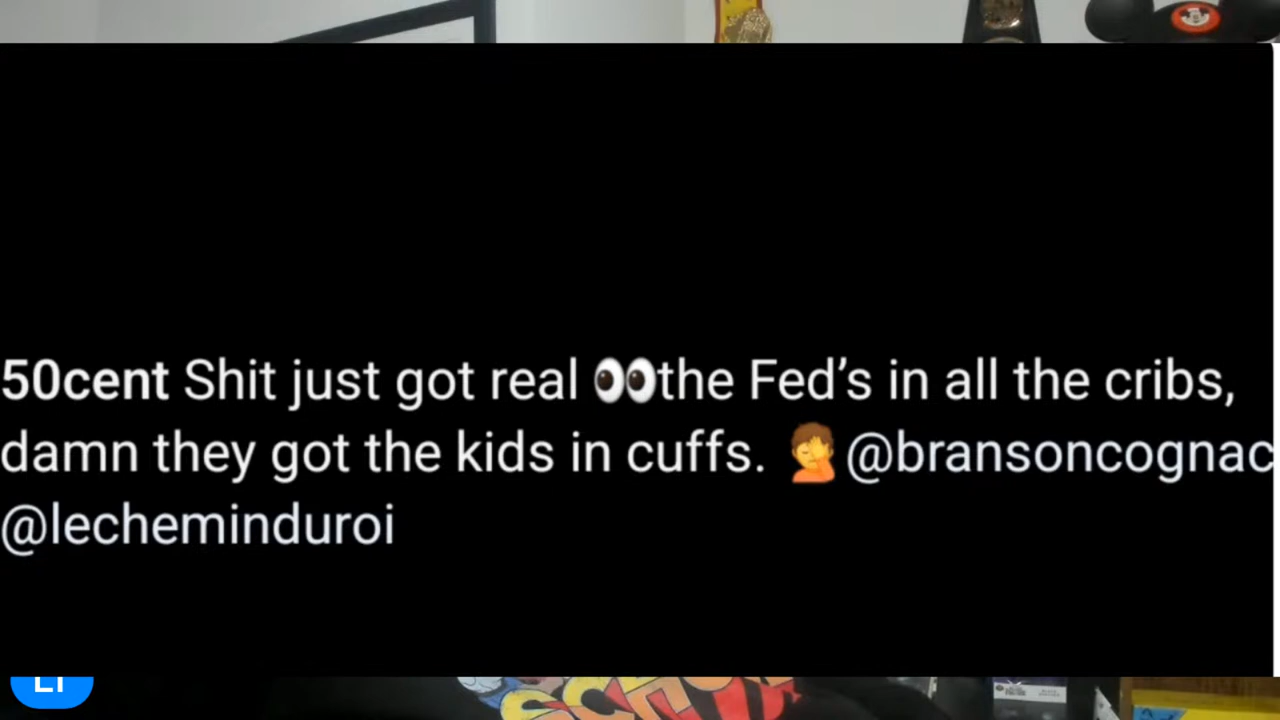 50cent Shit just got real 👀the Fed's in all the cribs,
damn they got the kids in cuffs. 🤦@bransoncognac
@lecheminduroi